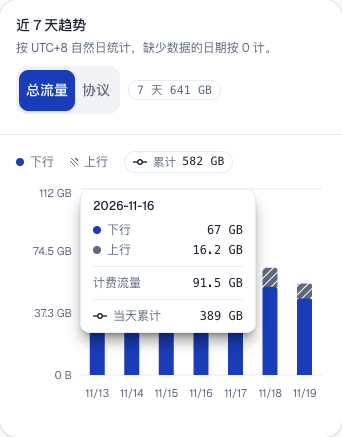 近 7 天趋势
按 UTC+8 自然日统计，缺少数据的日期按 0 计。
总流量 协议 7 天 641 GB
下行 上行 累计 582 GB
112 GB
74.5 GB
37.3 GB
0 B
2026-11-16
下行 67 GB
上行 16.2 GB
计费流量 91.5 GB
当天累计 389 GB
11/13 11/14 11/15 11/16 11/17 11/18 11/19